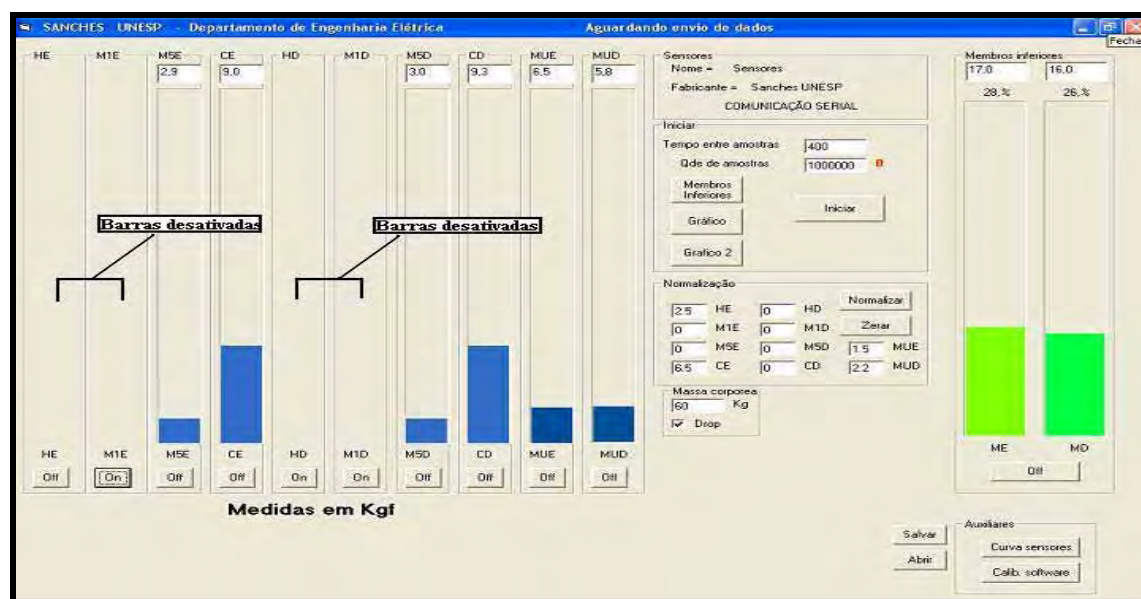 SANCHES UNESP - Departamento de Engenharia Elétrica Aguardando envio de dados
Fecha
HE M1E M5E CE HD M1D M5D CD MUE MUD
2.9 9.0 3.0 9.3 6.5 5.8
Barras desativadas Barras desativadas
HE M1E M5E CE HD M1D M5D CD MUE MUD
Off On Off Off On On Off Off Off Off
Medidas em Kgf
Sensores
Nome = Sensores
Fabricante = Sanches UNESP
COMUNICAÇÃO SERIAL
Iniciar
Tempo entre amostras 400
Qde de amostras 1000000 0
Membros
Inferiores
Iniciar
Gráfico
Grafico 2
Normalização
2.5 HE 0 HD Normalizar
0 M1E 0 M1D Zerar
0 M5E 0 M5D 1.5 MUE
6.5 CE 0 CD 2.2 MUD
Massa corporea
60 Kg
Drop
Membros inferiores
17.0 16.0
28,% 26,%
ME MD
Off
Salvar
Abrir
Auxiliares
Curva sensores
Calib. software